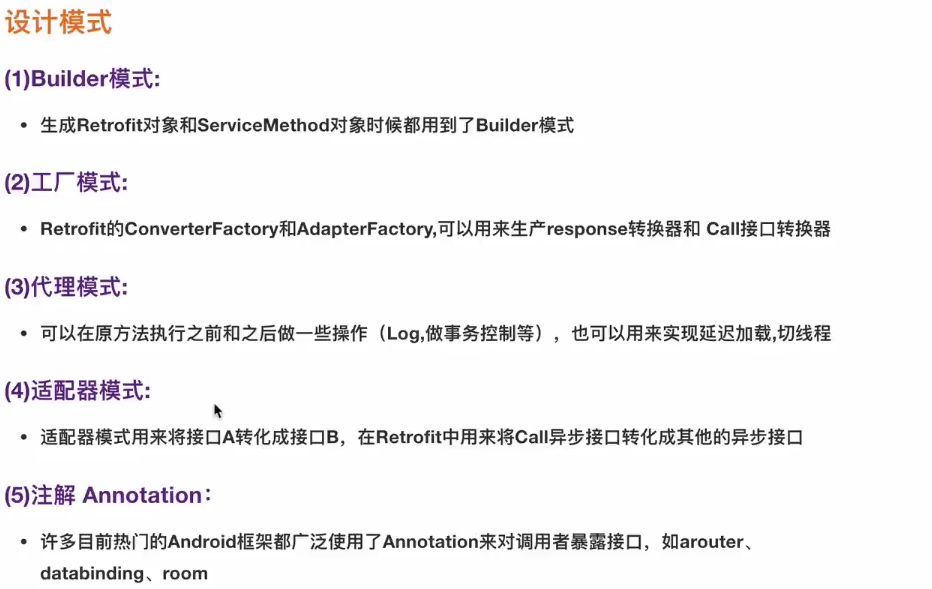 设计模式
(1)Builder模式:
• 生成Retrofit对象和ServiceMethod对象时候都用到了Builder模式
(2)工厂模式:
• Retrofit的ConverterFactory和AdapterFactory,可以用来生产response转换器和 Call接口转换器
(3)代理模式:
• 可以在原方法执行之前和之后做一些操作（Log,做事务控制等），也可以用来实现延迟加载,切线程
(4)适配器模式:
• 适配器模式用来将接口A转化成接口B，在Retrofit中用来将Call异步接口转化成其他的异步接口
(5)注解 Annotation：
• 许多目前热门的Android框架都广泛使用了Annotation来对调用者暴露接口，如arouter、
databinding、room